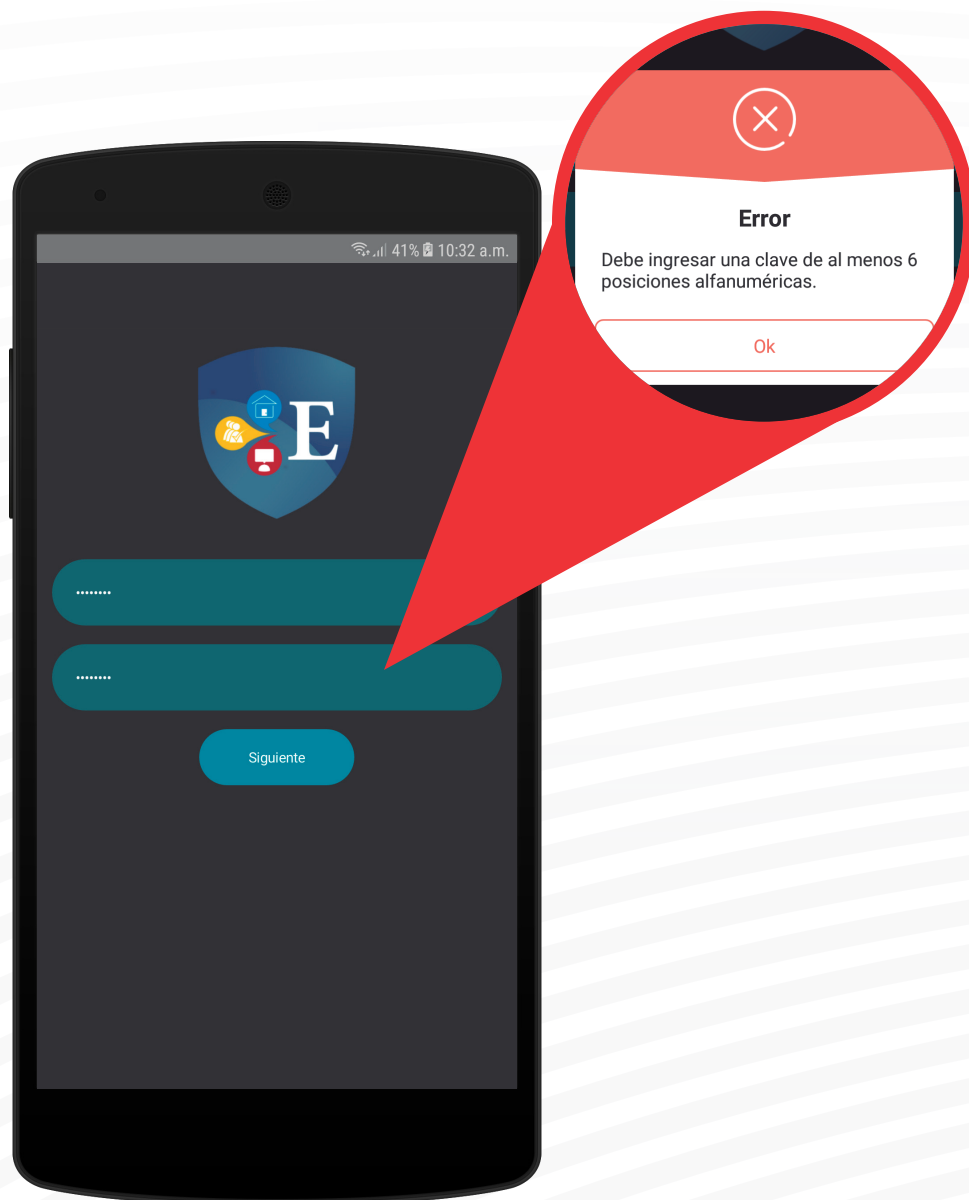 Error
Debe ingresar una clave de al menos 6
posiciones alfanuméricas.
Ok
41% 10:32 a.m.
E
••••••••
••••••••
Siguiente